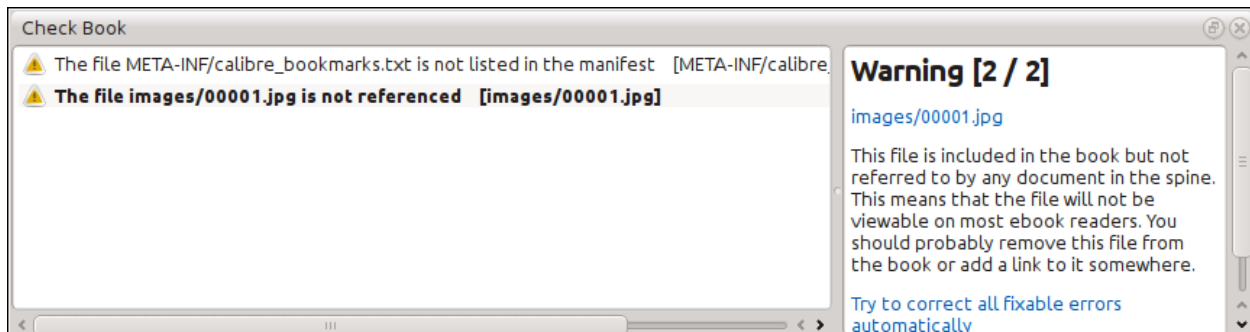 Check Book
The file META-INF/calibre_bookmarks.txt is not listed in the manifest [META-INF/calibre_
The file images/00001.jpg is not referenced [images/00001.jpg]
Warning [2 / 2]
images/00001.jpg
This file is included in the book but not
referred to by any document in the spine.
This means that the file will not be
viewable on most ebook readers. You
should probably remove this file from
the book or add a link to it somewhere.
Try to correct all fixable errors
automatically